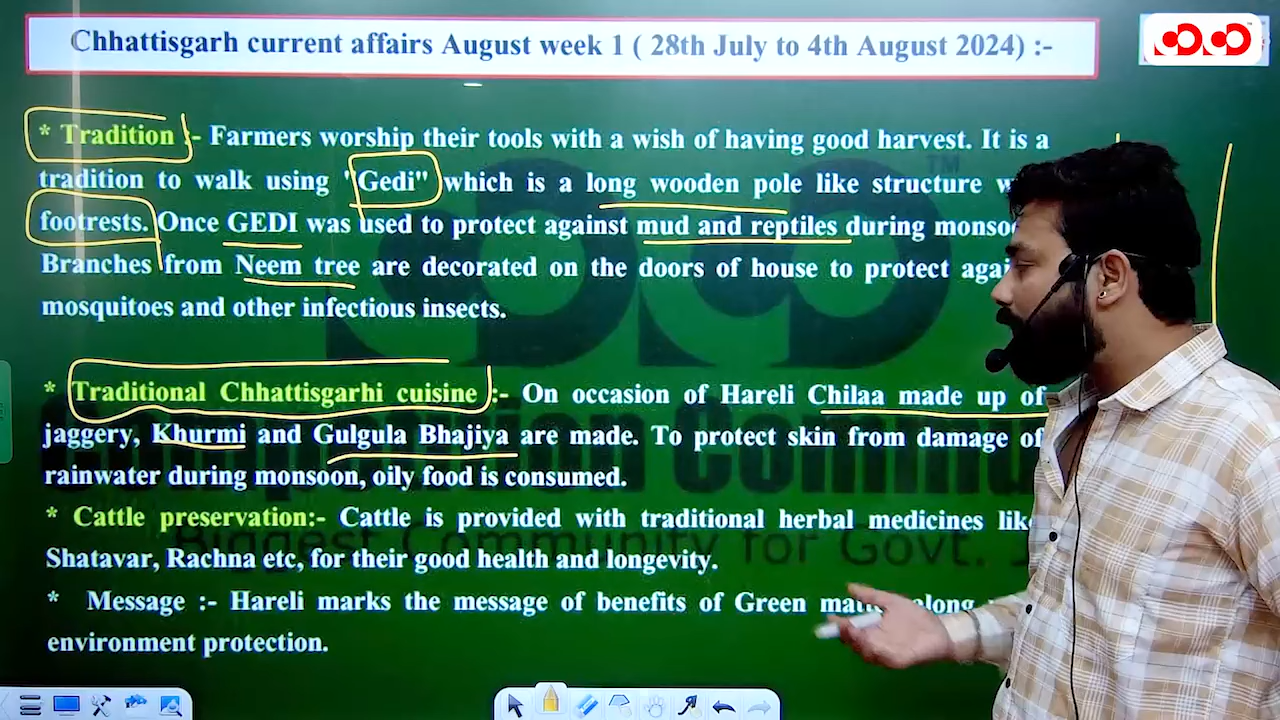 Chhattisgarh current affairs August week 1 ( 28th July to 4th August 2024) :-
* Tradition :- Farmers worship their tools with a wish of having good harvest. It is a
tradition to walk using "Gedi" which is a long wooden pole like structure
footrests. Once GEDI was used to protect against mud and reptiles during
Branches from Neem tree are decorated on the doors of house to protect
mosquitoes and other infectious insects.
* Traditional Chhattisgarhi cuisine :- On occasion of Hareli Chilaa made up of
jaggery, Khurmi and Gulgula Bhajiya are made. To protect skin from damage of
rainwater during monsoon, oily food is consumed.
* Cattle preservation:- Cattle is provided with traditional herbal medicines
Shatavar, Rachna etc, for their good health and longevity.
* Message :- Hareli marks the message of benefits of Green along
environment protection.
TM
Biggest Community for Govt.